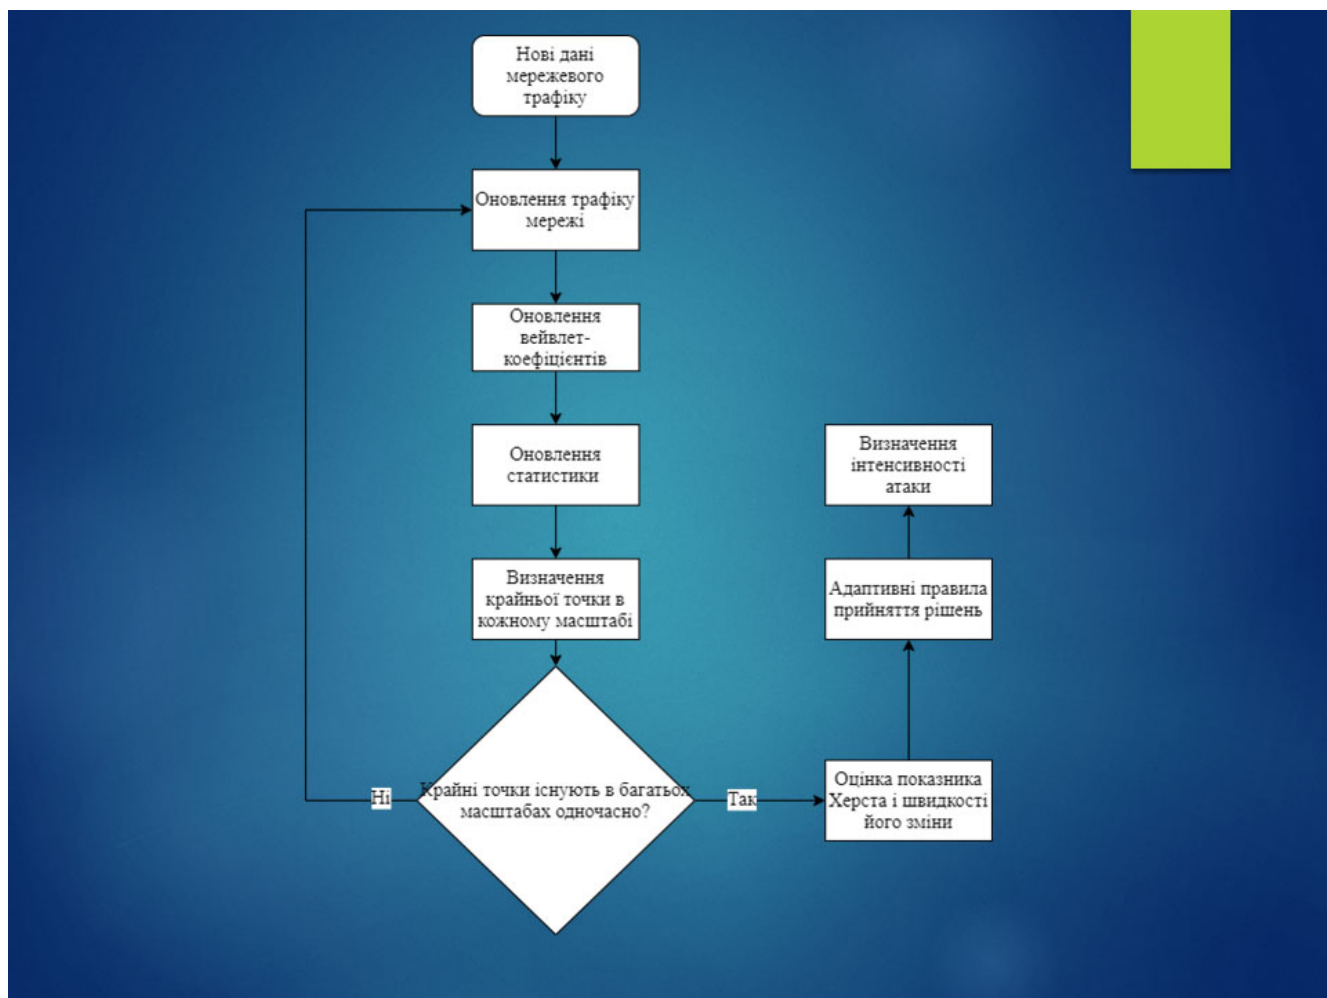 Нові дані
мережевого
трафіку
Оновлення трафіку
мережі
Оновлення
вейвлет-
коефіцієнтів
Оновлення
статистики
Визначення
крайньої точки в
кожному масштабі
Крайні точки існують в багатьох
масштабах одночасно?
Ні
Так
Оцінка показника
Херста і швидкості
його зміни
Адаптивні правила
прийняття рішень
Визначення
інтенсивності
атаки